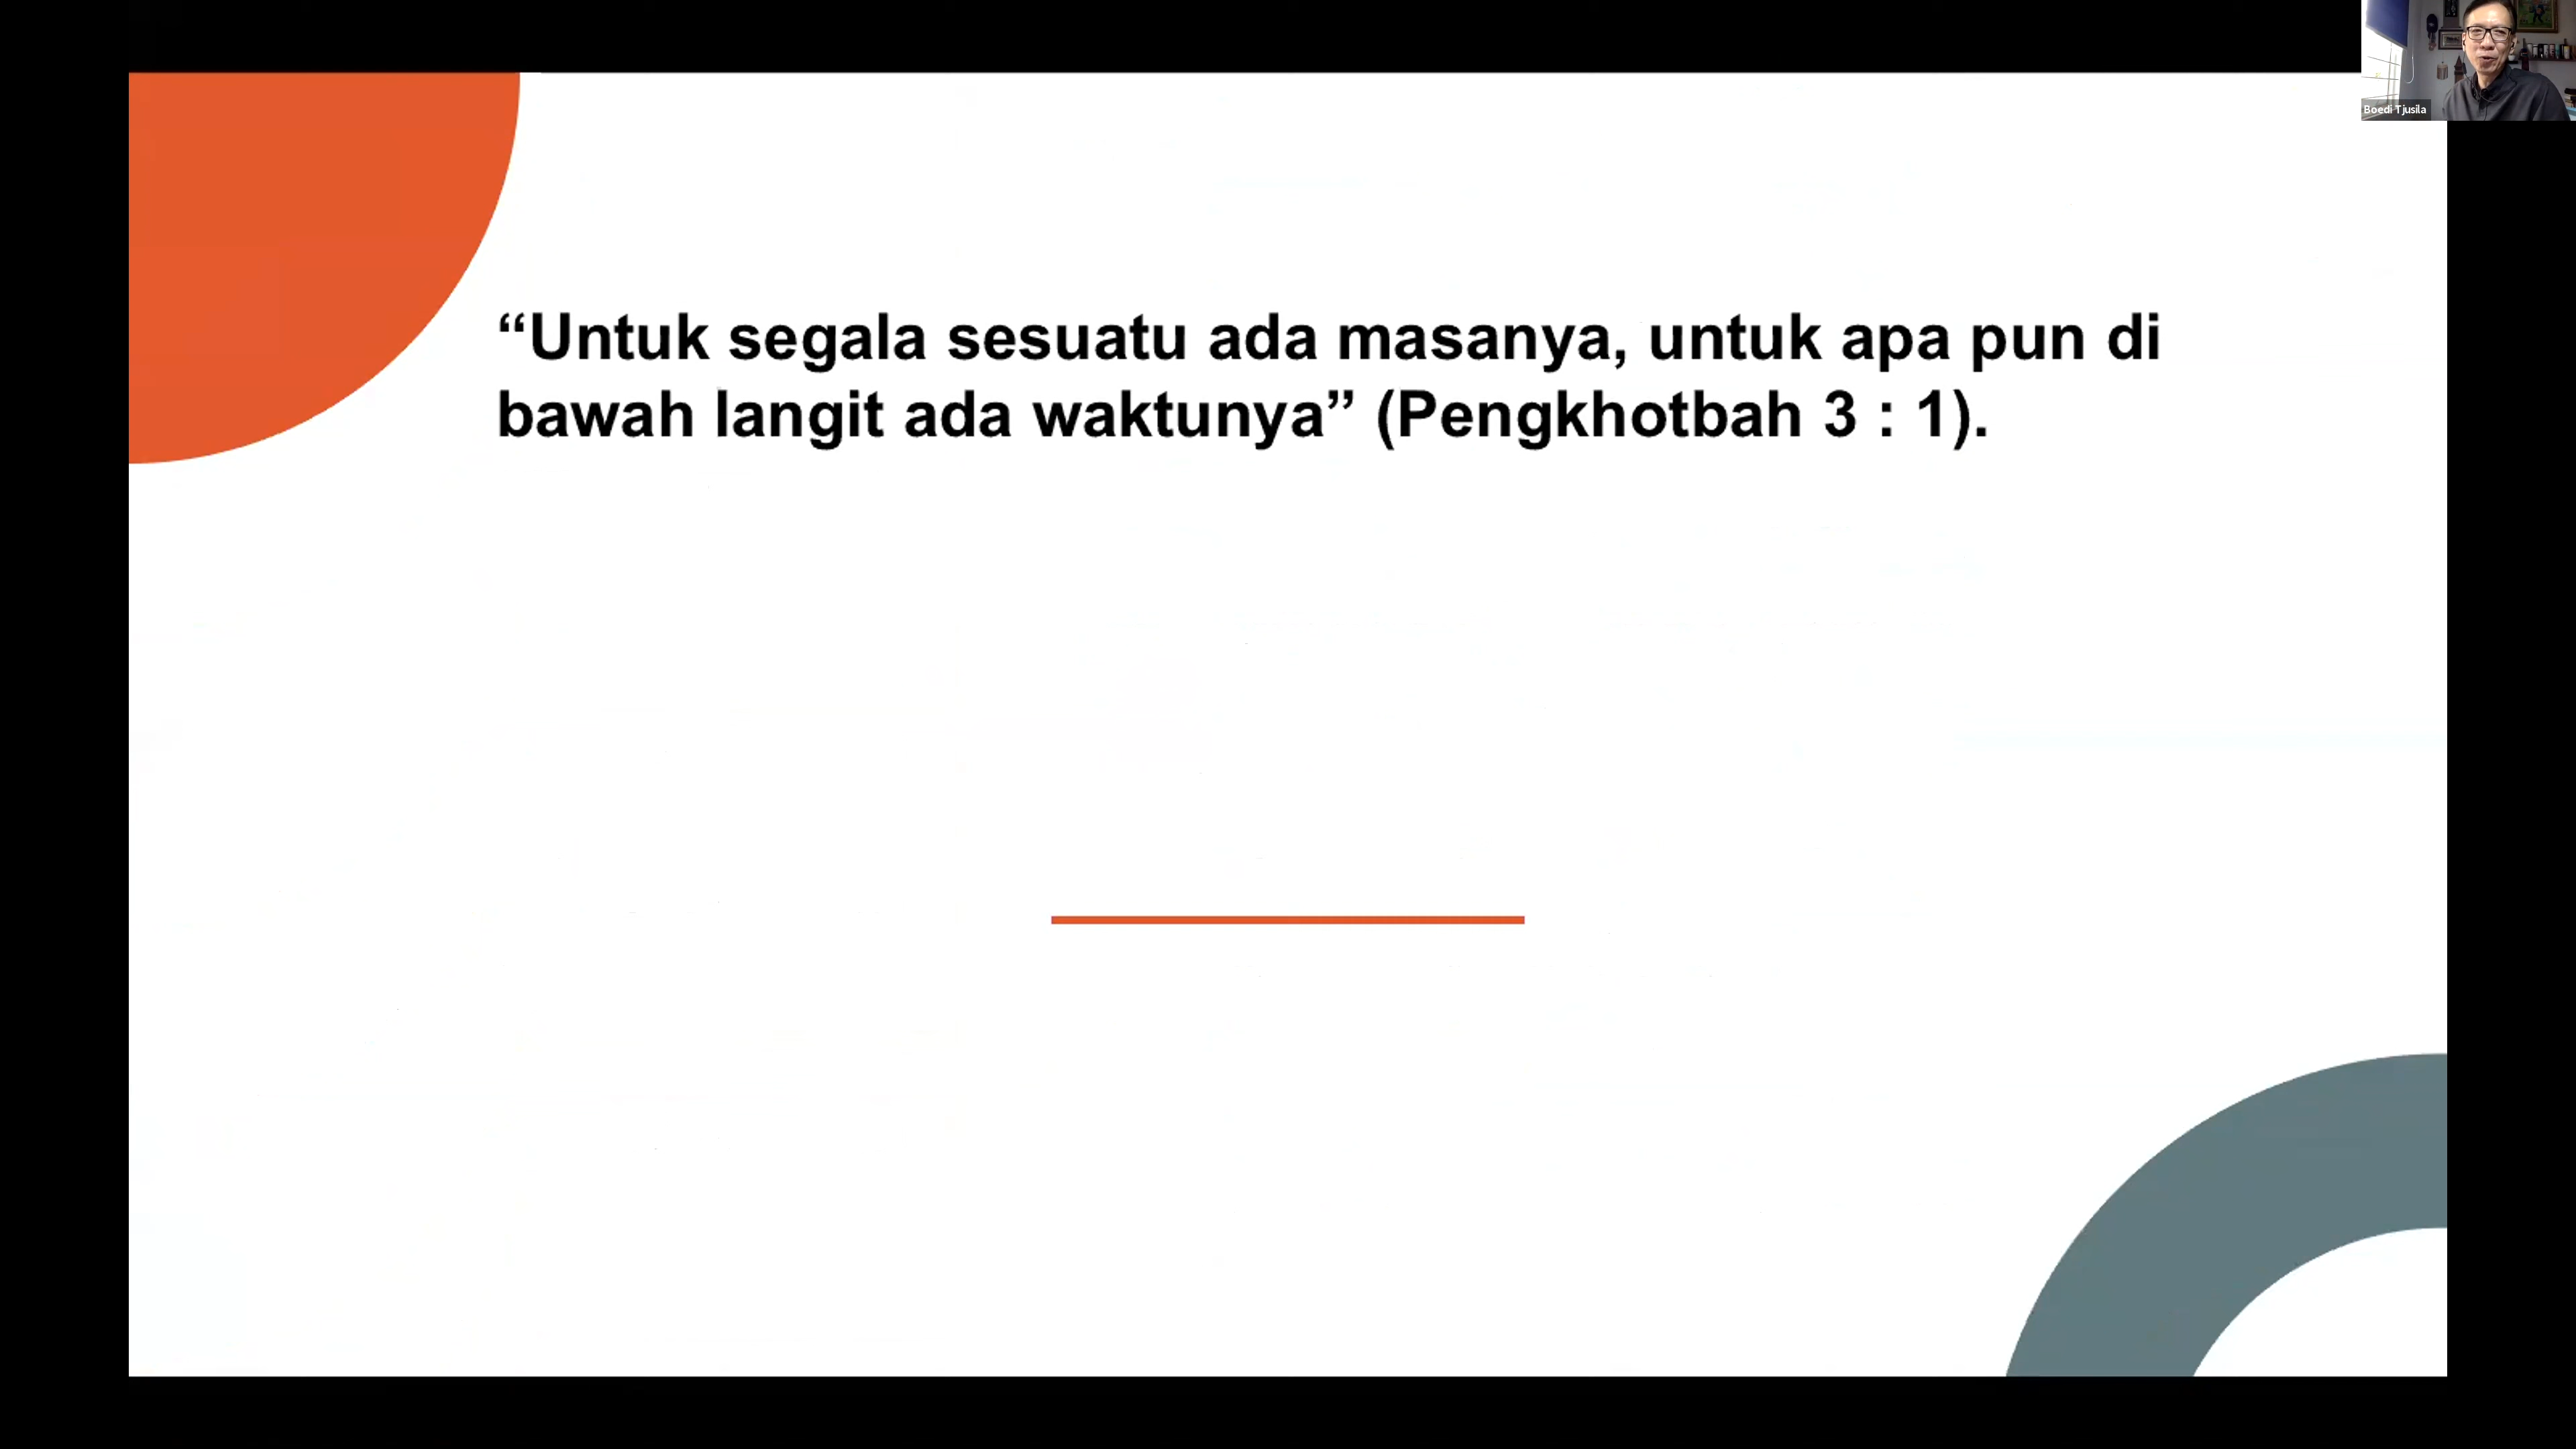 Boedi Tjusila
“Untuk segala sesuatu ada masanya, untuk apa pun di
bawah langit ada waktunya” (Pengkhotbah 3 : 1).